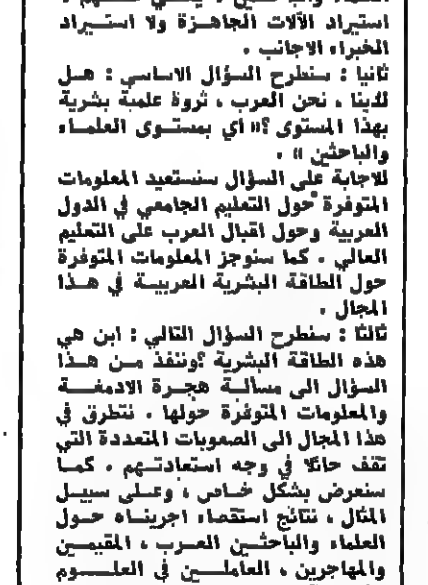 استيراد الآلات الجاهزة ولا استيراد
الخبراء الاجانب .
ثانيا : سنطرح السؤال الاساسي : هل
لدينا ، نحن العرب ، ثروة علمية بشرية
بهذا المستوى ؟« أي بمستوى العلماء
والباحثين » .
للاجابة على السؤال سنستعيد المعلومات
المتوفرة حول التعليم الجامعي في الدول
العربية وحول اقبال العرب على التعليم
العالي . كما سنوجز المعلومات المتوفرة
حول الطاقة البشرية العربية في هذا
المجال .
ثالثا : سنطرح السؤال التالي : اين هي
هذه الطاقة البشرية ؟وننفذ من هذا
السؤال الى مسألة هجرة الادمغة
والمعلومات المتوفرة حولها . نتطرق في
هذا المجال الى الصعوبات المتعددة التي
تقف حائلا في وجه استعادتهم . كما
سنعرض بشكل خاص ، وعلى سبيل
المثال ، نتائج استقصاء اجريناه حول
العلماء والباحثين العرب ، المقيمين
والمهاجرين ، العاملين في العلوم